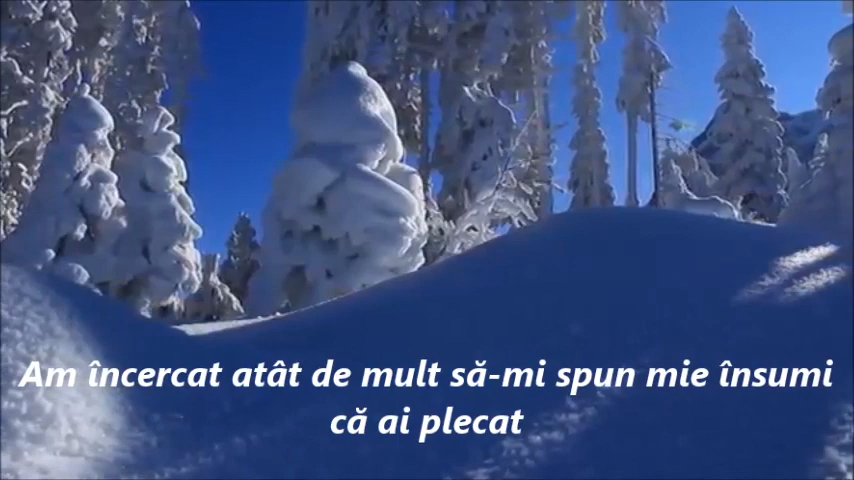 Am încercat atât de mult să-mi spun mie însumi
că ai plecat